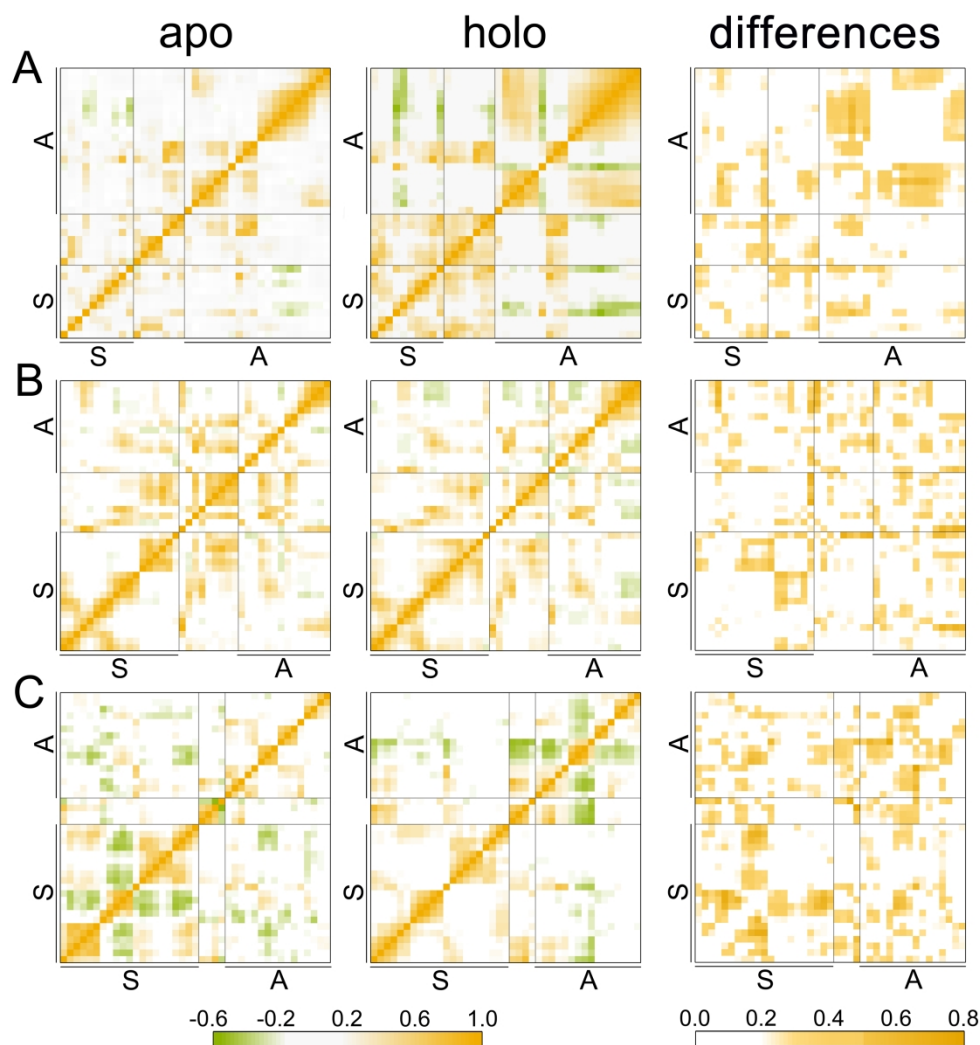 apo holo differences
A
A A
S S
S A S A S A
B
A A A
S S S
S A S A S A
C
A A A
S S S
S A S A S A
-0.6 -0.2 0.2 0.6 1.0 0.0 0.2 0.4 0.6 0.8